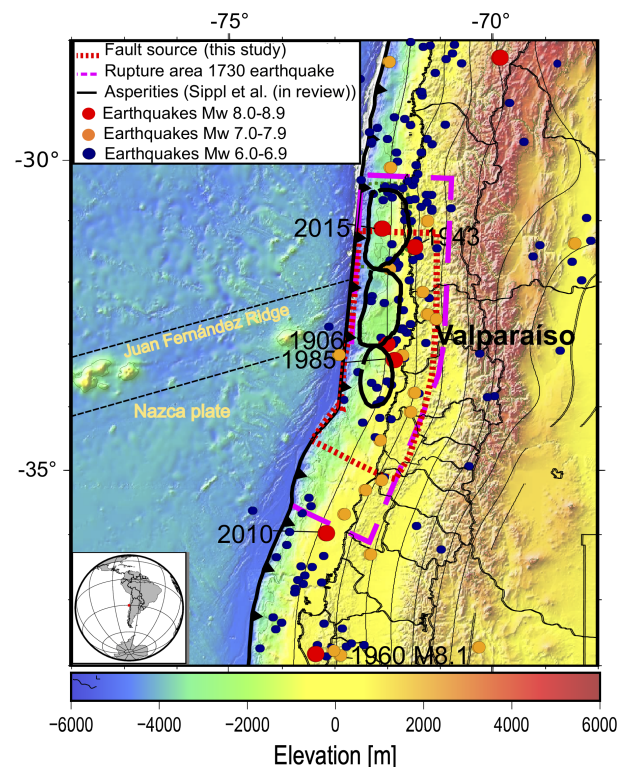 -75° -70°
Fault source (this study)
Rupture area 1730 earthquake
Asperities (Sippl et al. (in review))
Earthquakes Mw 8.0-8.9
Earthquakes Mw 7.0-7.9
Earthquakes Mw 6.0-6.9
-30°
2015
1943
Juan Fernández Ridge
1906
Valparaíso
1985
Nazca plate
-35°
2010
1960 M8.1
-6000 -4000 -2000 0 2000 4000 6000
Elevation [m]